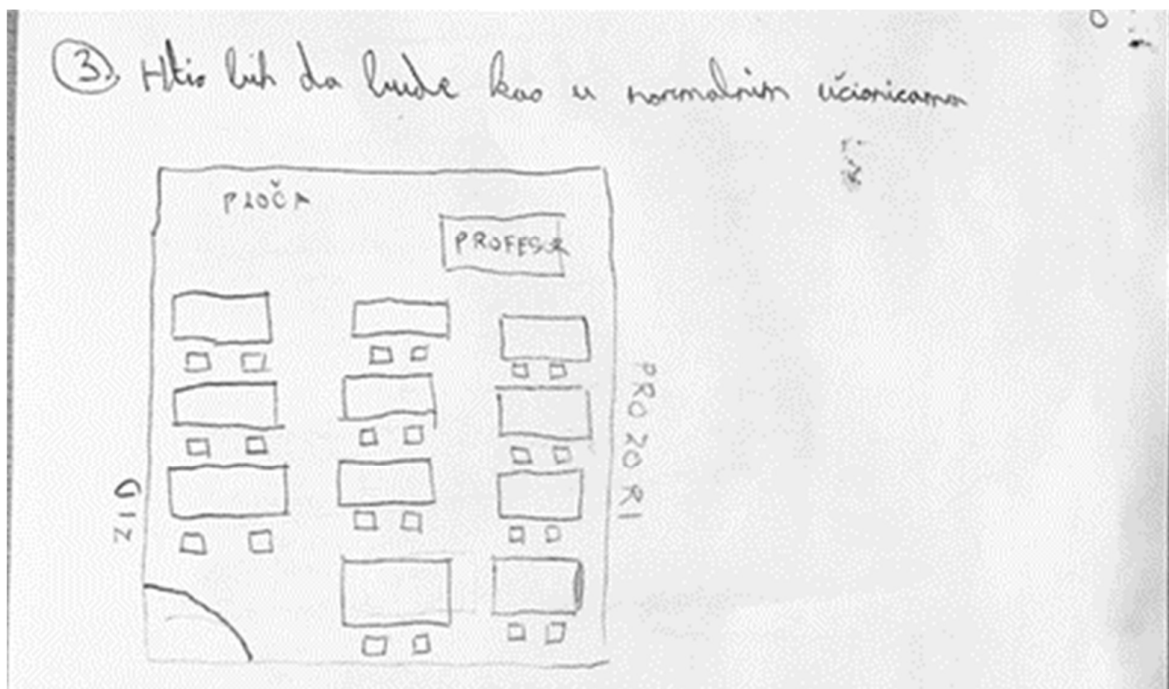 3. Htio bih da bude kao u normalnim učionicama
PLOČA
PROFESOR
PROZORI
ZID